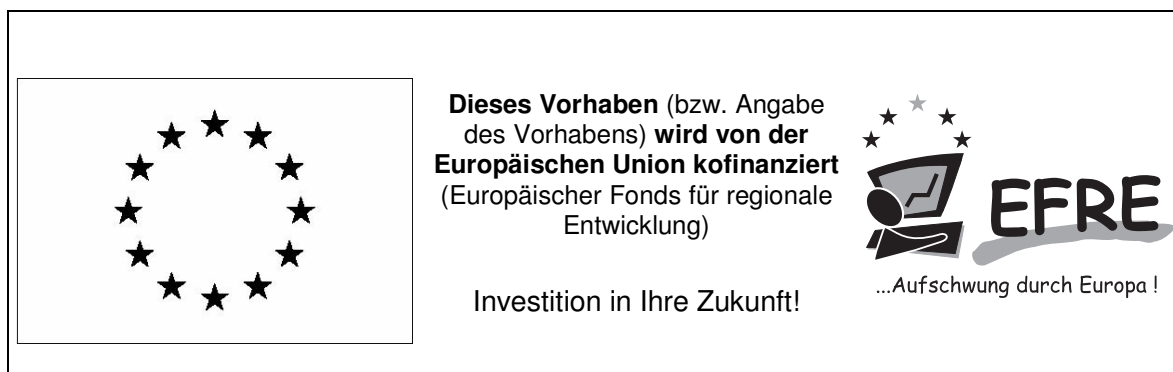 Dieses Vorhaben (bzw. Angabe
des Vorhabens) wird von der
Europäischen Union kofinanziert
(Europäischer Fonds für regionale
Entwicklung)
Investition in Ihre Zukunft!
EFRE
...Aufschwung durch Europa !